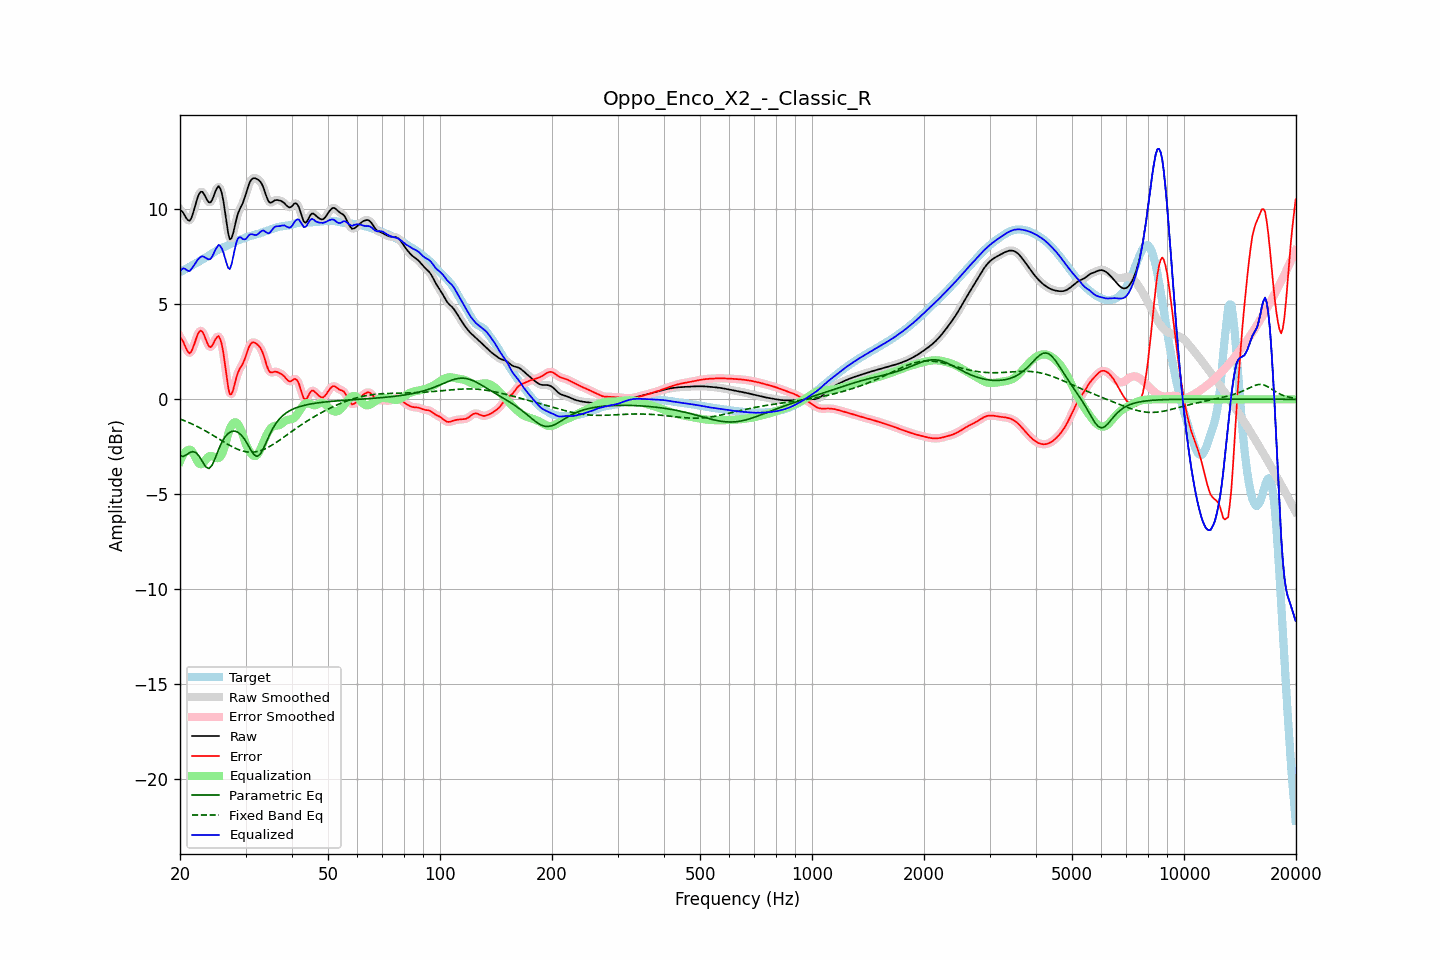 Oppo_Enco_X2_-_Classic_R
Amplitude (dBr)
10
5
0
−5
−10
−15
−20
Target
Raw Smoothed
Error Smoothed
Raw
Error
Equalization
Parametric Eq
Fixed Band Eq
Equalized
20 50 100 200 500 1000 2000 5000 10000 20000
Frequency (Hz)